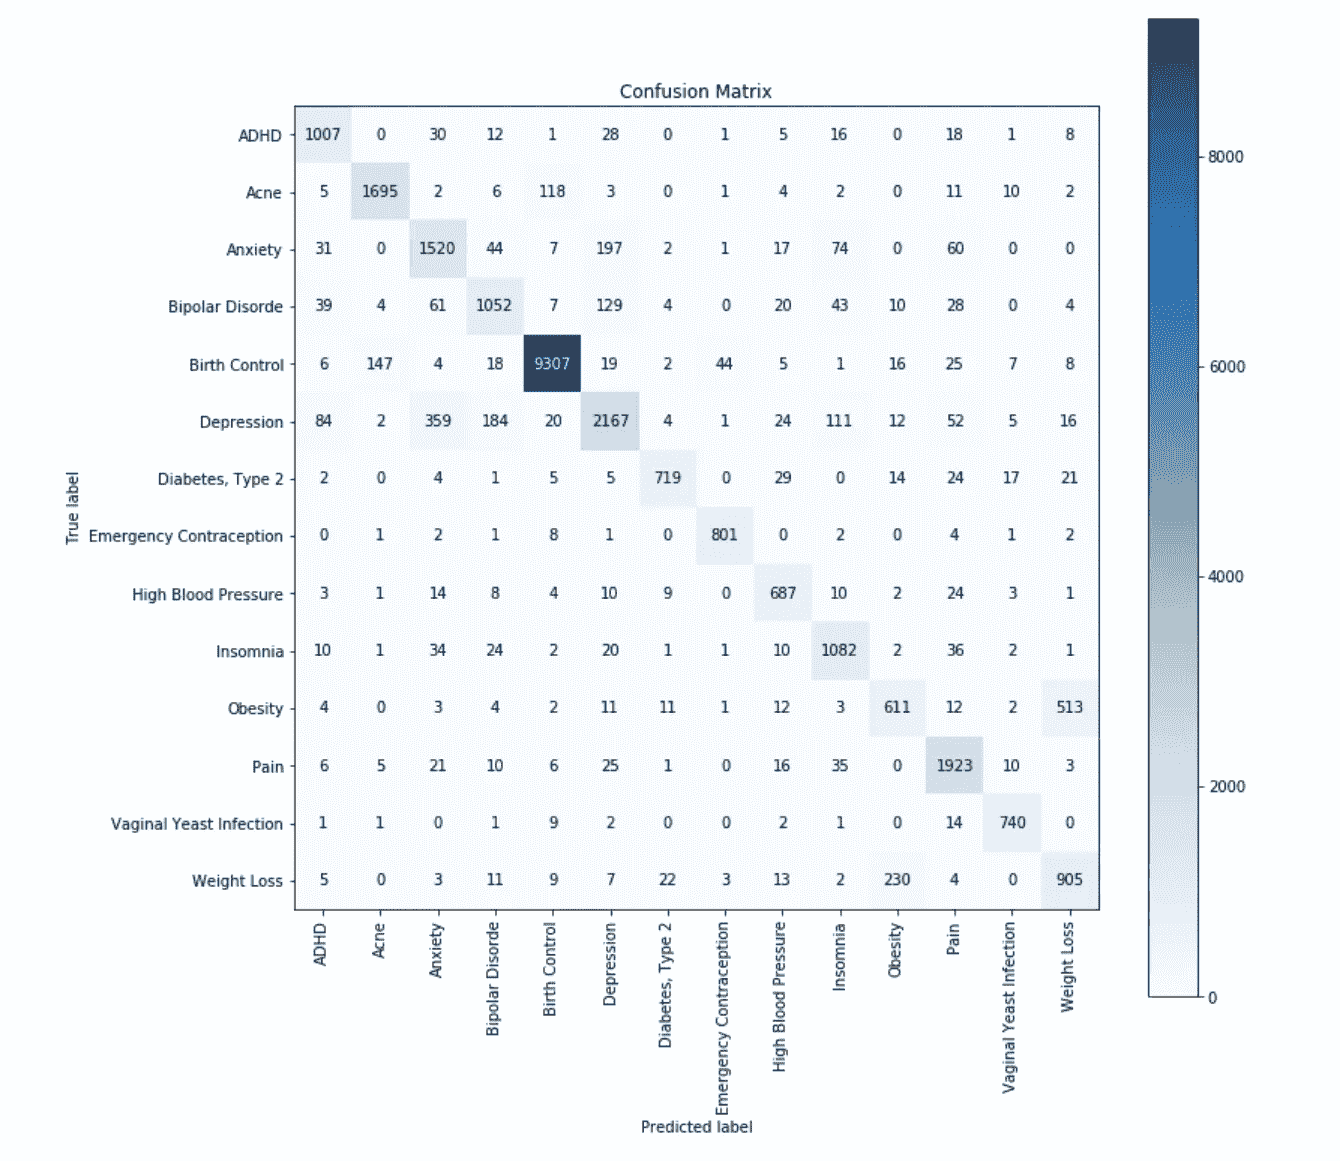 Confusion Matrix
ADHD 1007 0 30 12 1 28 0 1 5 16 0 18 1 8
Acne 5 1695 2 6 118 3 0 1 4 2 0 11 10 2
Anxiety 31 0 1520 44 7 197 2 1 17 74 0 60 0 0
Bipolar Disorde 39 4 61 1052 7 129 4 0 20 43 10 28 0 4
Birth Control 6 147 4 18 9307 19 2 44 5 1 16 25 7 8
Depression 84 2 359 184 20 2167 4 1 24 111 12 52 5 16
Diabetes, Type 2 2 0 4 1 5 5 719 0 29 0 14 24 17 21
Emergency Contraception 0 1 2 1 8 1 0 801 0 2 0 4 1 2
High Blood Pressure 3 1 14 8 4 10 9 0 687 10 2 24 3 1
Insomnia 10 1 34 24 2 20 1 1 10 1082 2 36 2 1
Obesity 4 0 3 4 2 11 11 1 12 3 611 12 2 513
Pain 6 5 21 10 6 25 1 0 16 35 0 1923 10 3
Vaginal Yeast Infection 1 1 0 1 9 2 0 0 2 1 0 14 740 0
Weight Loss 5 0 3 11 9 7 22 3 13 2 230 4 0 905
True label
ADHD
Acne
Anxiety
Bipolar Disorde
Birth Control
Depression
Diabetes, Type 2
Emergency Contraception
High Blood Pressure
Insomnia
Obesity
Pain
Vaginal Yeast Infection
Weight Loss
Predicted label
8000
6000
4000
2000
0